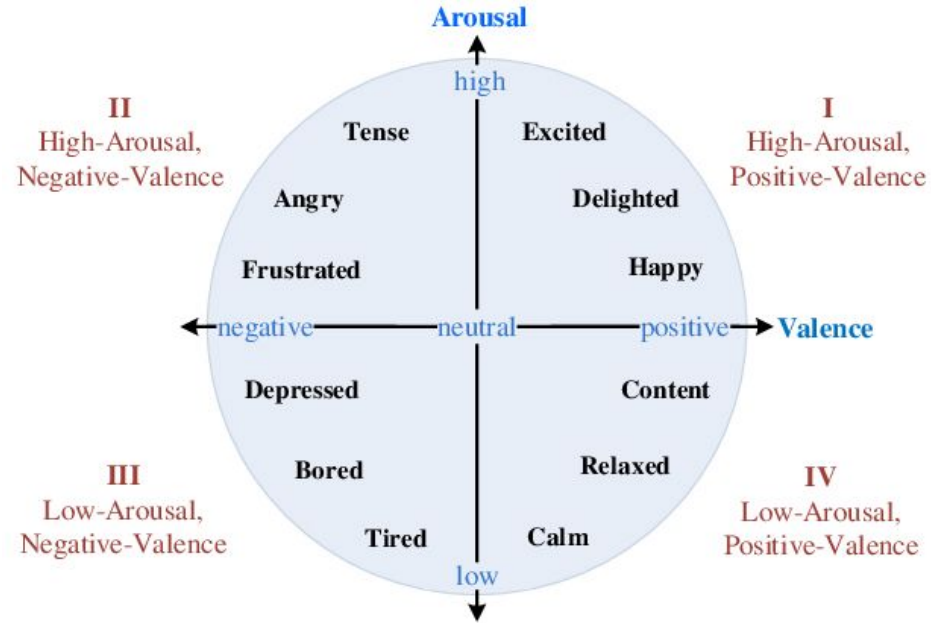 Arousal
high
II
High-Arousal,
Negative-Valence
I
High-Arousal,
Positive-Valence
Tense
Excited
Angry
Delighted
Frustrated
Happy
negative
neutral
positive
Valence
Depressed
Content
Bored
Relaxed
III
Low-Arousal,
Negative-Valence
IV
Low-Arousal,
Positive-Valence
Tired
Calm
low